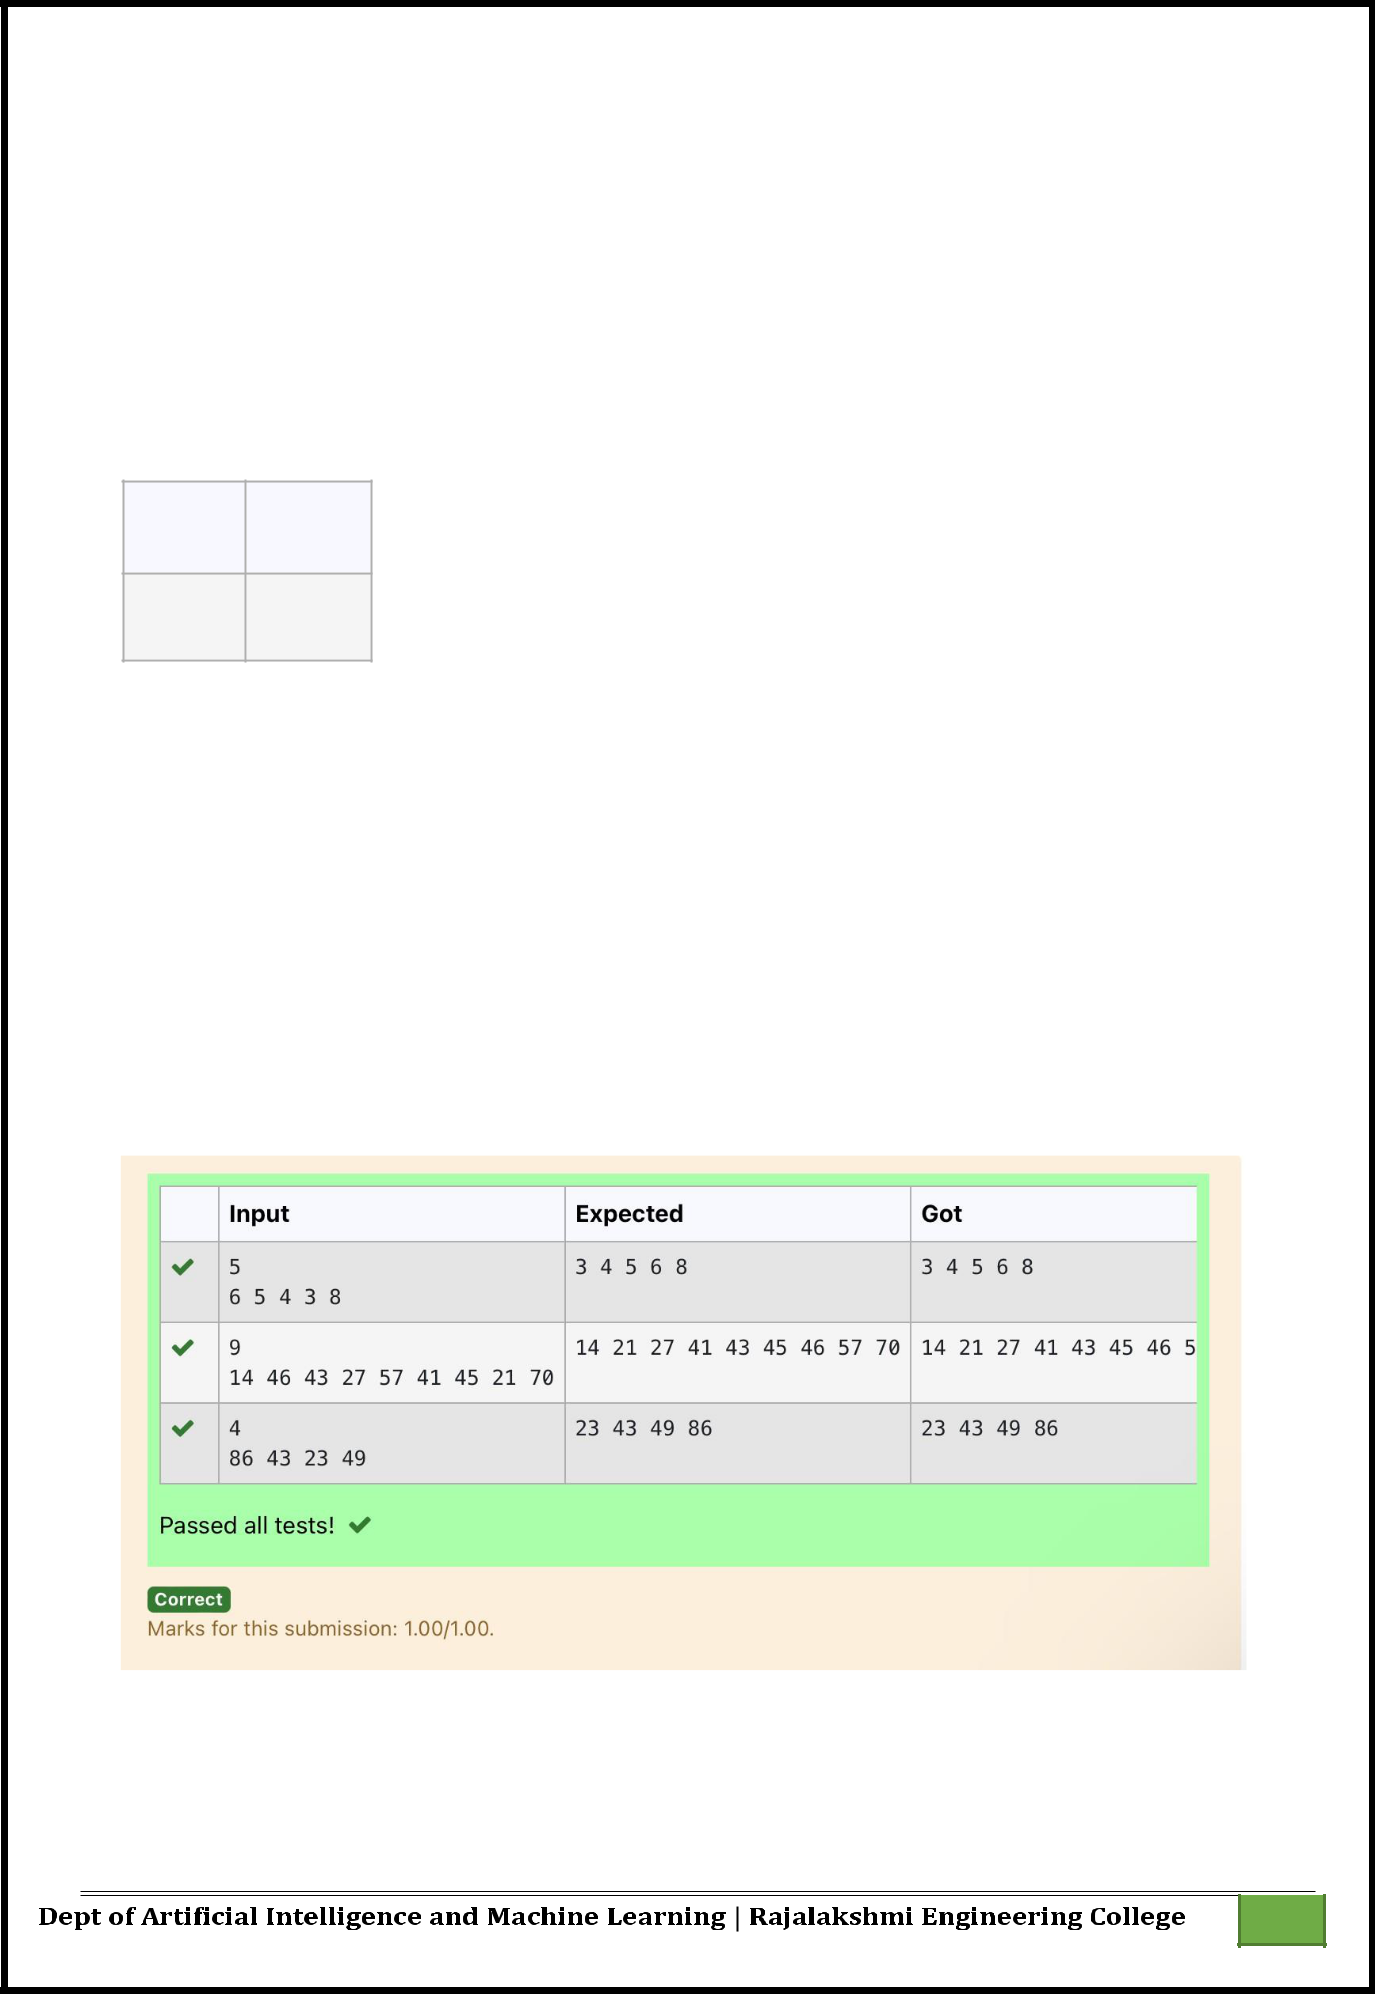 Input Expected Got
5 3 4 5 6 8 3 4 5 6 8
6 5 4 3 8
9 14 21 27 41 43 45 46 57 70 14 21 27 41 43 45 46 5
14 46 43 27 57 41 45 21 70
4 23 43 49 86 23 43 49 86
86 43 23 49
Passed all tests!
Correct
Marks for this submission: 1.00/1.00.
Dept of Artificial Intelligence and Machine Learning | Rajalakshmi Engineering College